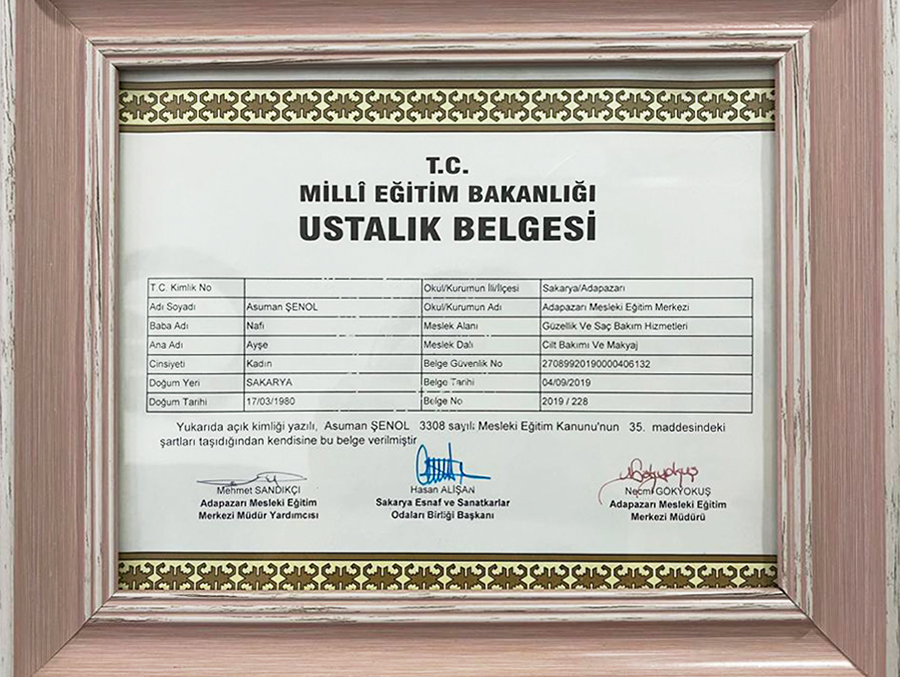 T.C.
MİLLÎ EĞİTİM BAKANLIĞI
USTALIK BELGESİ
T.C. Kimlik No Okul/Kurumun İli/İlçesi Sakarya/Adapazarı
Adı Soyadı Asuman ŞENOL Okul/Kurumun Adı Adapazarı Mesleki Eğitim Merkezi
Baba Adı Nafi Meslek Alanı Güzellik Ve Saç Bakım Hizmetleri
Ana Adı Ayşe Meslek Dalı Cilt Bakımı Ve Makyaj
Cinsiyeti Kadın Belge Güvenlik No 27089920190000406132
Doğum Yeri SAKARYA Belge Tarihi 04/09/2019
Doğum Tarihi 17/03/1980 Belge No 2019 / 228
Yukarıda açık kimliği yazılı, Asuman ŞENOL 3308 sayılı Mesleki Eğitim Kanunu'nun 35. maddesindeki
şartları taşıdığından kendisine bu belge verilmiştir
Mehmet SANDIKÇI
Adapazarı Mesleki Eğitim
Merkezi Müdür Yardımcısı
Hasan ALİŞAN
Sakarya Esnaf ve Sanatkarlar
Odaları Birliği Başkanı
Necmi GÖKYOKUŞ
Adapazarı Mesleki Eğitim
Merkezi Müdürü